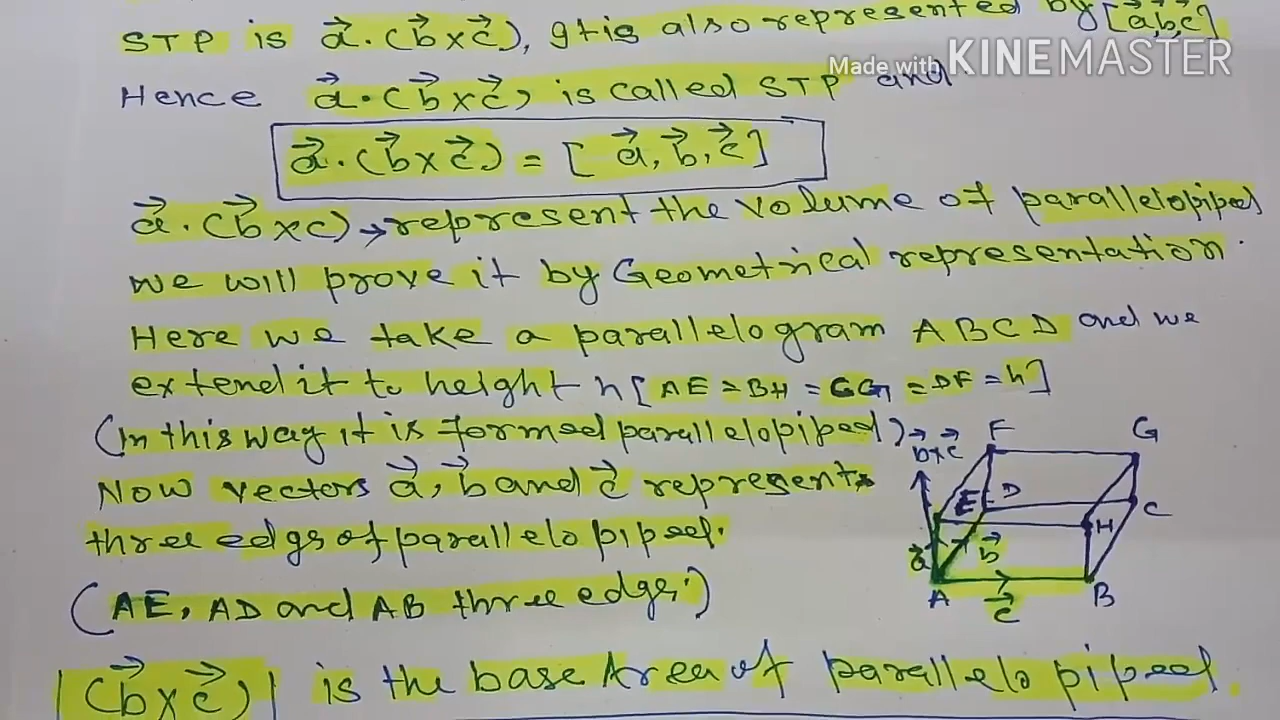 STP is a⃗.(b⃗×c⃗), It is also represented by [a⃗,b⃗,c⃗]
Made with KINEMASTER
Hence a⃗.(b⃗×c⃗) is called STP and
a⃗.(b⃗×c⃗) = [a⃗,b⃗,c⃗]
a⃗.(b⃗×c) → represent the volume of parallelopiped
we will prove it by Geometrical representation.
Here we take a parallelogram ABCD and we
extend it to height h [AE = BH = CG = DF = h]
(In this way it is formed parallelopiped)
Now vectors a⃗, b⃗ and c⃗ represents
three edgs of parallelopiped.
(AE, AD and AB three edge.)
b⃗×c⃗
F
G
E
D
C
H
a⃗
b⃗
A
c⃗
B
|(b⃗×c⃗)| is the base Area of parallelopiped.